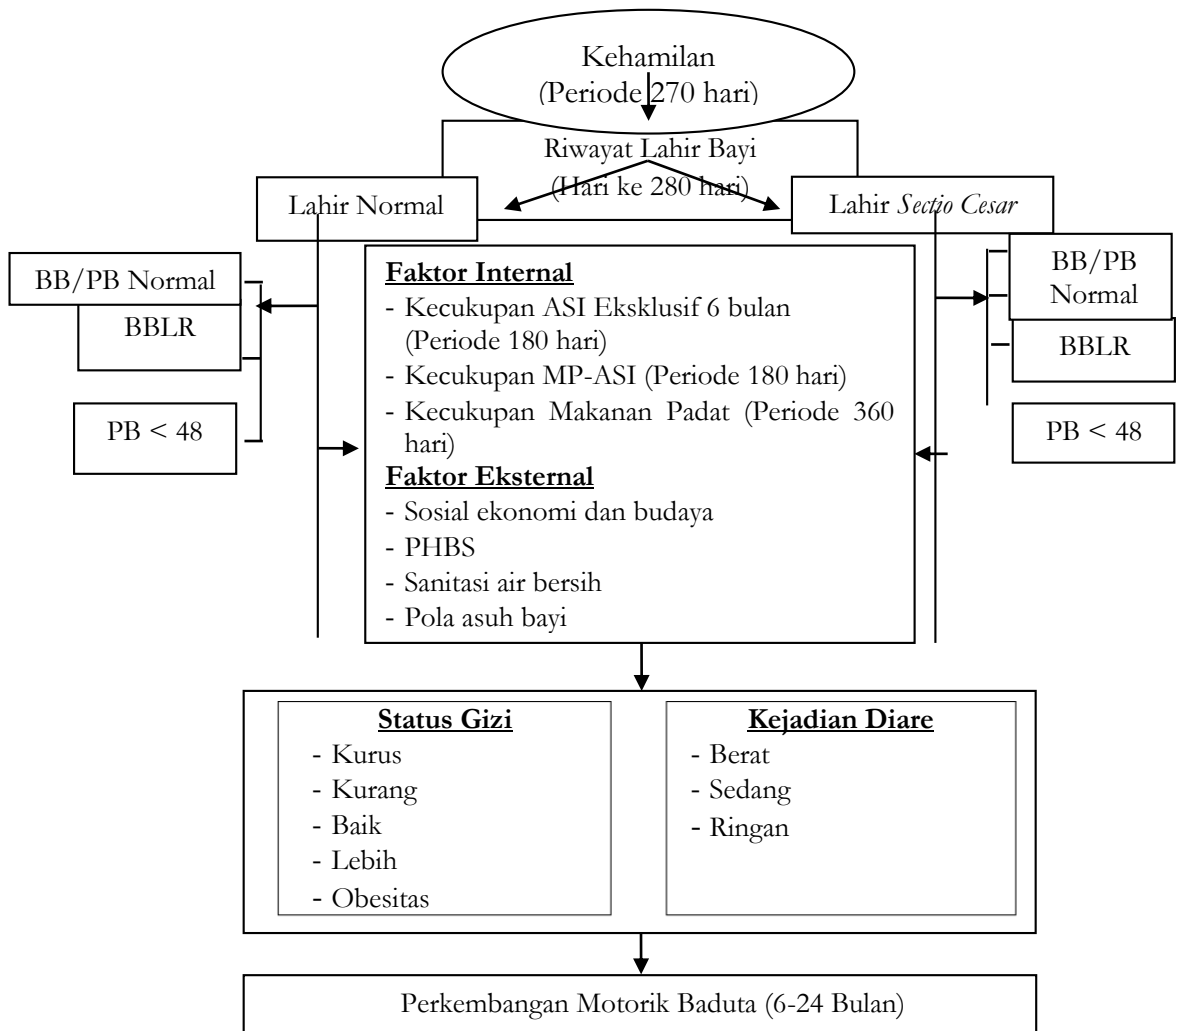 Kehamilan
(Periode 270 hari)
Riwayat Lahir Bayi
(Hari ke 280 hari)
Lahir Normal
Lahir Sectio Cesar
BB/PB Normal
BBLR
PB < 48
Faktor Internal
- Kecukupan ASI Eksklusif 6 bulan
(Periode 180 hari)
- Kecukupan MP-ASI (Periode 180 hari)
- Kecukupan Makanan Padat (Periode 360
hari)
Faktor Eksternal
- Sosial ekonomi dan budaya
- PHBS
- Sanitasi air bersih
- Pola asuh bayi
BB/PB
Normal
BBLR
PB < 48
Status Gizi
- Kurus
- Kurang
- Baik
- Lebih
- Obesitas
Kejadian Diare
- Berat
- Sedang
- Ringan
Perkembangan Motorik Baduta (6-24 Bulan)